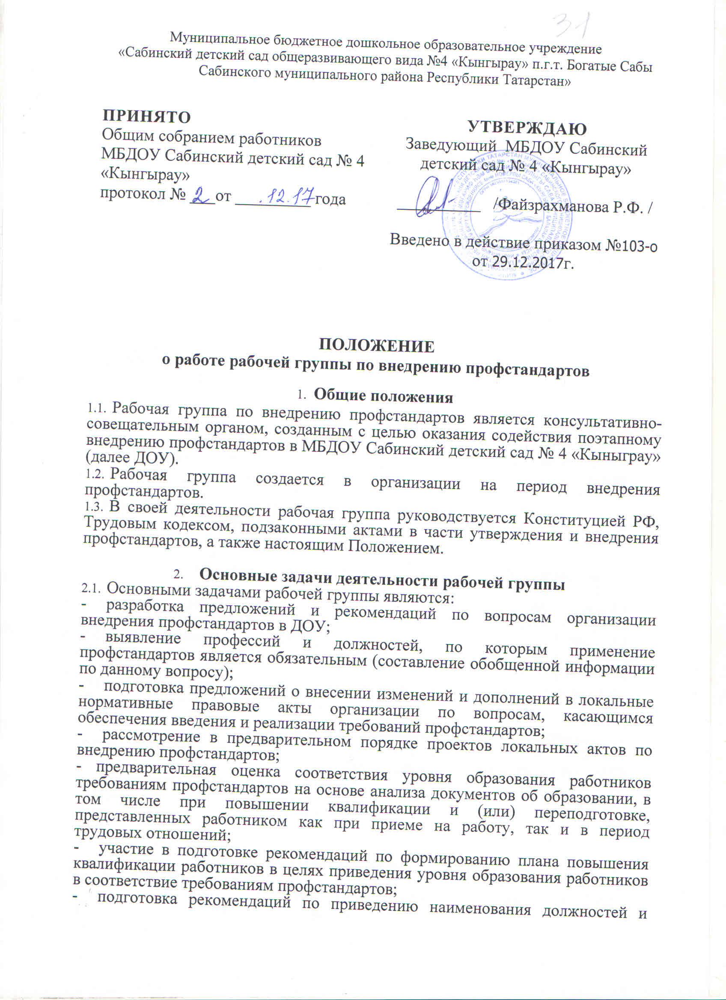 31
Муниципальное бюджетное дошкольное образовательное учреждение
«Сабинский детский сад общеразвивающего вида №4 «Кынгырау» п.г.т. Богатые Сабы
Сабинского муниципального района Республики Татарстан»
ПРИНЯТО
Общим собранием работников
МБДОУ Сабинский детский сад № 4
«Кынгырау»
протокол № 2 от .12.17 года
УТВЕРЖДАЮ
Заведующий МБДОУ Сабинский
детский сад № 4 «Кынгырау»
/Файзрахманова Р.Ф. /
Введено в действие приказом №103-о
от 29.12.2017г.
ПОЛОЖЕНИЕ
о работе рабочей группы по внедрению профстандартов
1. Общие положения
1.1. Рабочая группа по внедрению профстандартов является консультативно-
совещательным органом, созданным с целью оказания содействия поэтапному
внедрению профстандартов в МБДОУ Сабинский детский сад № 4 «Кыныграу»
(далее ДОУ).
1.2. Рабочая группа создается в организации на период внедрения
профстандартов.
1.3. В своей деятельности рабочая группа руководствуется Конституцией РФ,
Трудовым кодексом, подзаконными актами в части утверждения и внедрения
профстандартов, а также настоящим Положением.
2. Основные задачи деятельности рабочей группы
2.1. Основными задачами рабочей группы являются:
- разработка предложений и рекомендаций по вопросам организации
внедрения профстандартов в ДОУ;
- выявление профессий и должностей, по которым применение
профстандартов является обязательным (составление обобщенной информации
по данному вопросу);
- подготовка предложений о внесении изменений и дополнений в локальные
нормативные правовые акты организации по вопросам, касающимся
обеспечения введения и реализации требований профстандартов;
- рассмотрение в предварительном порядке проектов локальных актов по
внедрению профстандартов;
- предварительная оценка соответствия уровня образования работников
требованиям профстандартов на основе анализа документов об образовании, в
том числе при повышении квалификации и (или) переподготовке,
представленных работником как при приеме на работу, так и в период
трудовых отношений;
- участие в подготовке рекомендаций по формированию плана повышения
квалификации работников в целях приведения уровня образования работников
в соответствие требованиям профстандартов;
- подготовка рекомендаций по приведению наименования должностей и